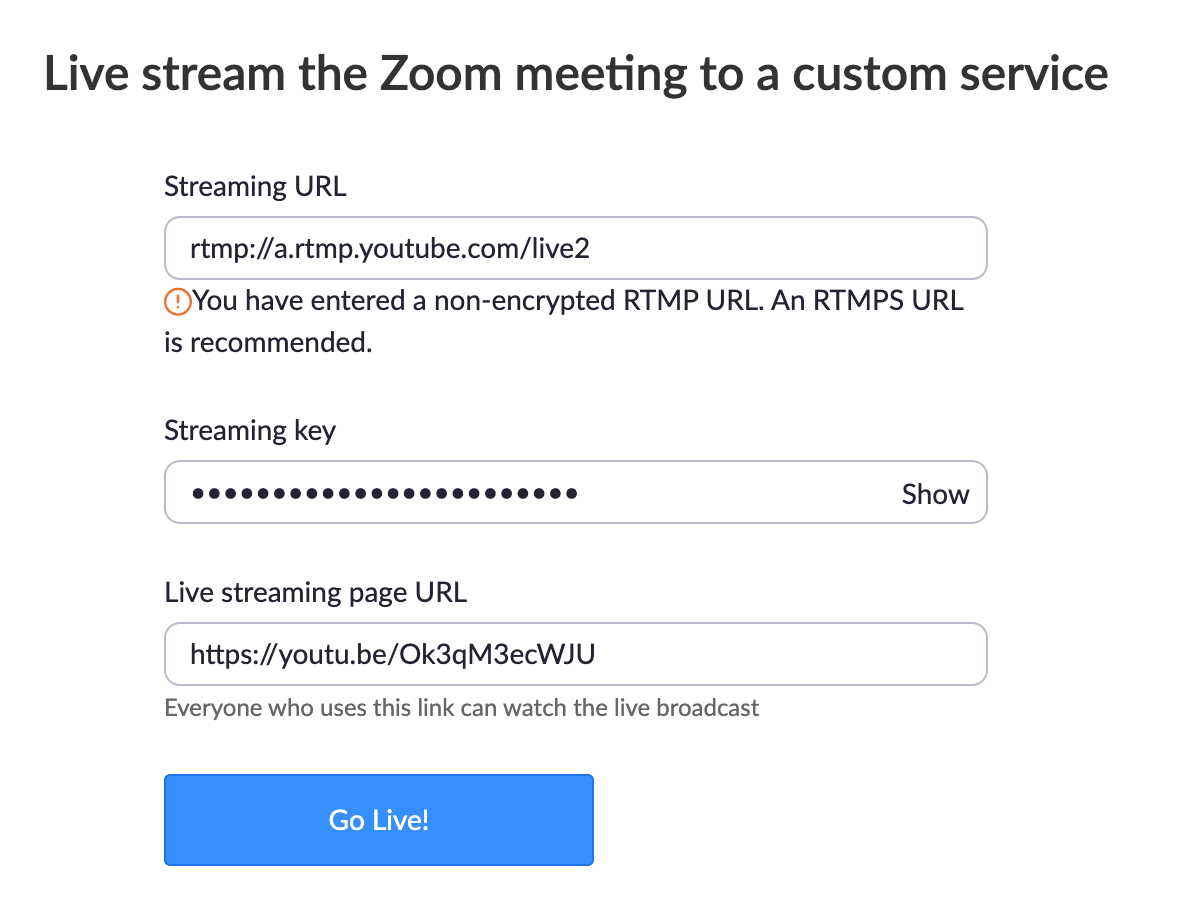 Live stream the Zoom meeting to a custom service
Streaming URL
rtmp://a.rtmp.youtube.com/live2
You have entered a non-encrypted RTMP URL. An RTMPS URL
is recommended.
Streaming key
••••••••••••••••••••••••
Show
Live streaming page URL
https://youtu.be/Ok3qM3ecWJU
Everyone who uses this link can watch the live broadcast
Go Live!